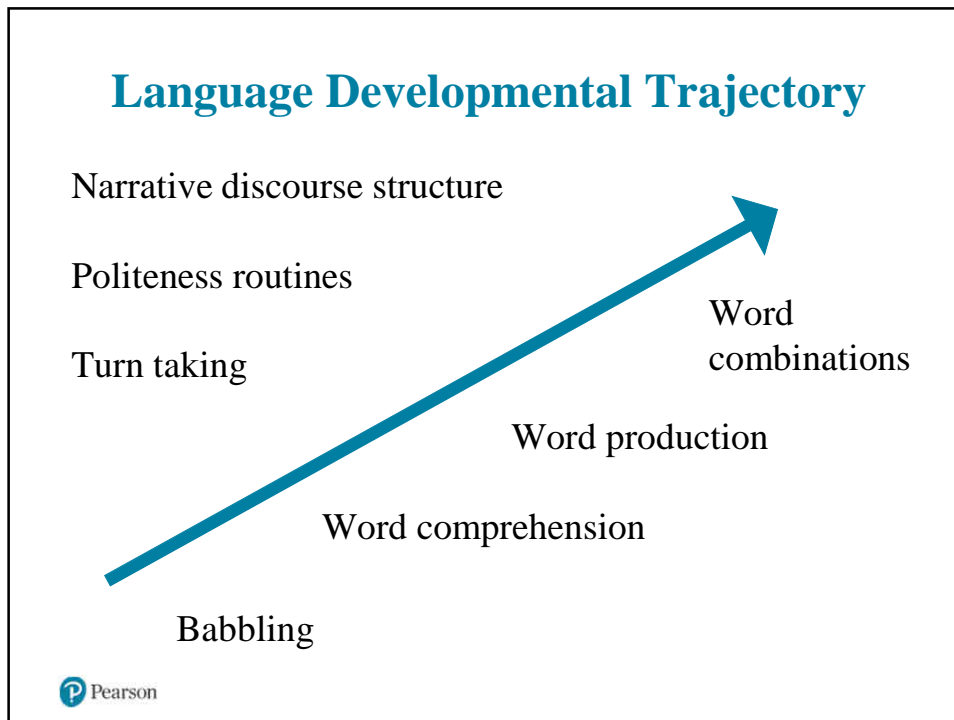 Language Developmental Trajectory
Narrative discourse structure
Politeness routines
Turn taking
Word
combinations
Word production
Word comprehension
Babbling
Pearson